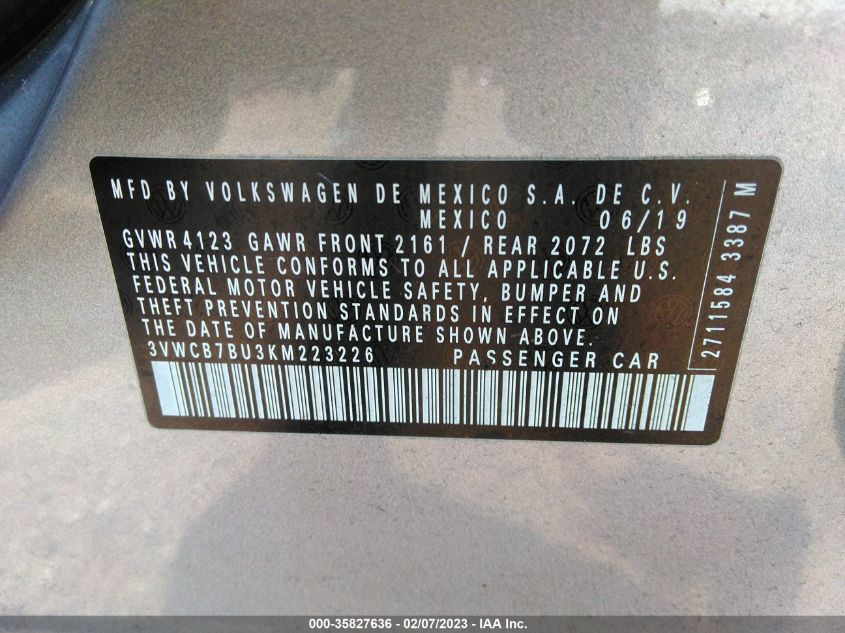 MFD BY VOLKSWAGEN DE MEXICO S.A. DE C.V.
MEXICO 06/19
GVWR 4123 GAWR FRONT 2161 / REAR 2072 LBS
THIS VEHICLE CONFORMS TO ALL APPLICABLE U.S.
FEDERAL MOTOR VEHICLE SAFETY, BUMPER AND
THEFT PREVENTION STANDARDS IN EFFECT ON
THE DATE OF MANUFACTURE SHOWN ABOVE.
3VWCB7BU3KM223226 PASSENGER CAR
2711584 3387 M
000-35827636 - 02/07/2023 - IAA Inc.